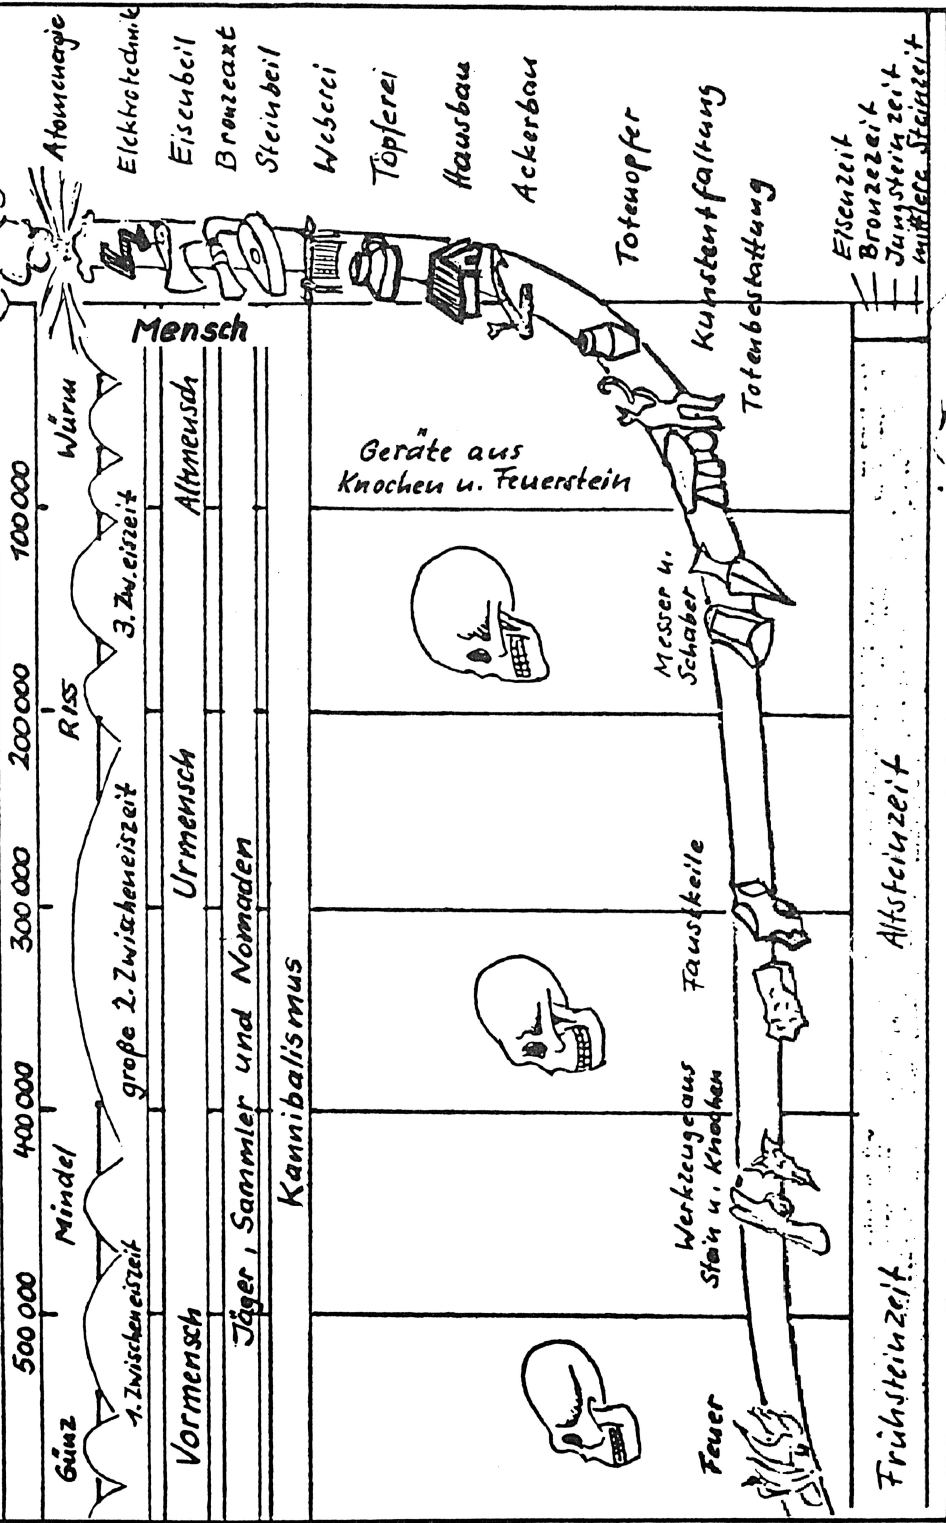 Atomenergie
Elektrotechnik
Eisenbeil
Bronzeaxt
Steinbeil
Weberei
Töpferei
Hausbau
Ackerbau
Totenopfer
Kunstentfaltung
Totenbestattung
Eisenzeit
Bronzezeit
Jungsteinzeit
mittlere Steinzeit
500 000
400 000
300 000
200 000
100 000
Günz
Mindel
Riss
Würm
1. Zwischeneiszeit
große 2. Zwischeneiszeit
3. Zw.eiszeit
Vormensch
Urmensch
Altmensch
Mensch
Jäger, Sammler und Nomaden
Kannibalismus
Geräte aus
Knochen u. Feuerstein
Feuer
Werkzeuge aus
Stein u. Knochen
Faustkeile
Messer u.
Schaber
Frühsteinzeit
Altsteinzeit